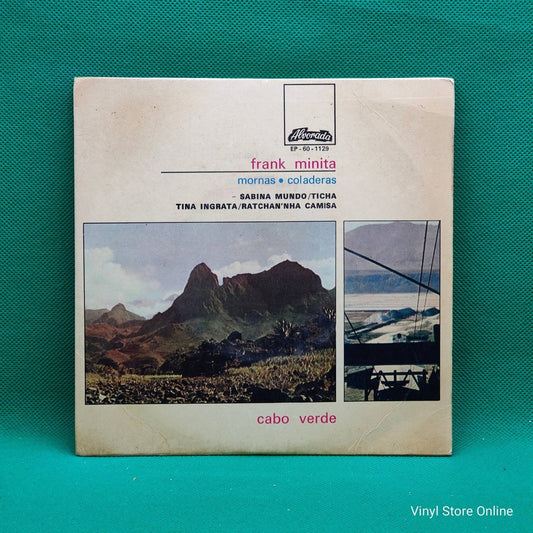 Alvorada
EP - 60 - 1129
frank minita
mornas • coladeras
– SABINA MUNDO/TICHA
TINA INGRATA/RATCHAN'NHA CAMISA
cabo verde
Vinyl Store Online